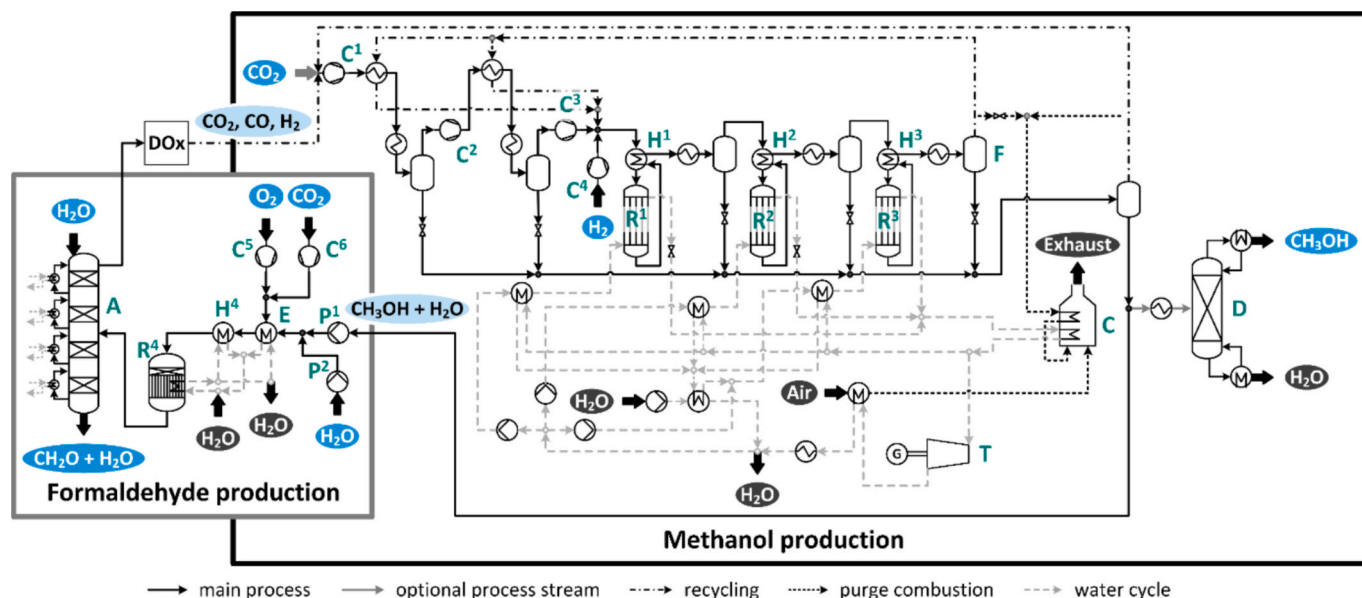 CO₂
C¹
CO₂, CO, H₂
DOx
C²
C³
C⁴
H₂
H¹
H²
H³
F
R¹
R²
R³
H₂O
O₂
CO₂
C⁵
C⁶
A
H⁴
E
P¹
CH₃OH + H₂O
R⁴
P²
H₂O
H₂O
H₂O
CH₂O + H₂O
Formaldehyde production
H₂O
Air
Exhaust
C
D
CH₃OH
H₂O
G
T
H₂O
Methanol production
main process
optional process stream
recycling
purge combustion
water cycle